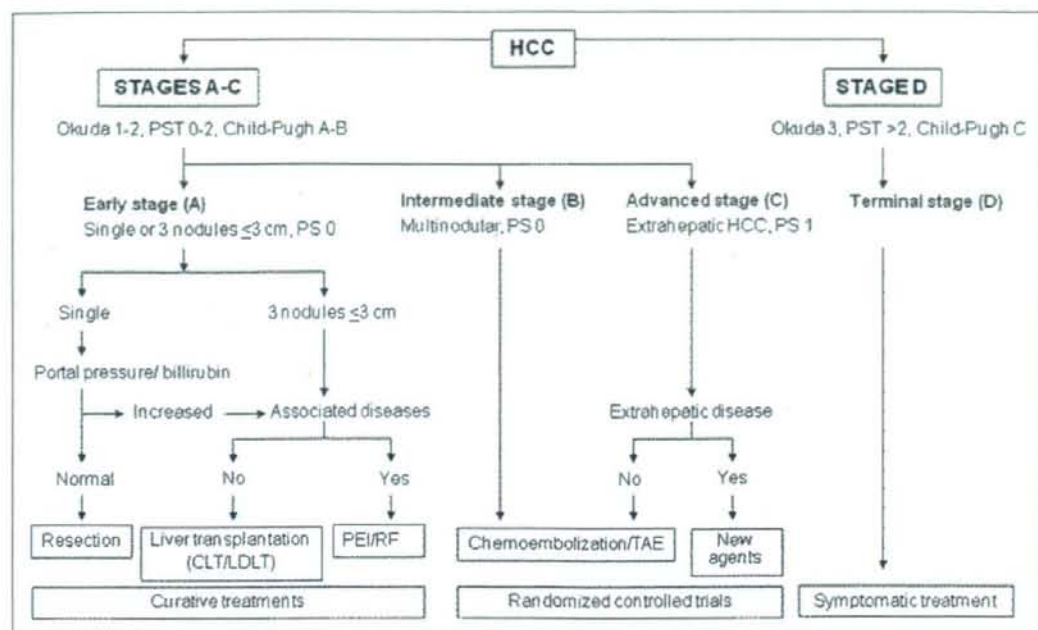 HCC
STAGES A-C
STAGE D
Okuda 1-2, PST 0-2, Child-Pugh A-B
Okuda 3, PST >2, Child-Pugh C
Early stage (A)
Single or 3 nodules ≤3 cm, PS 0
Intermediate stage (B)
Multinodular, PS 0
Advanced stage (C)
Extrahepatic HCC, PS 1
Terminal stage (D)
Single
3 nodules ≤3 cm
Portal pressure/ billirubin
Increased
Associated diseases
Extrahepatic disease
Normal
No
Yes
No
Yes
Resection
Liver transplantation
(CLT/LDLT)
PEI/RF
Chemoembolization/TAE
New
agents
Curative treatments
Randomized controlled trials
Symptomatic treatment